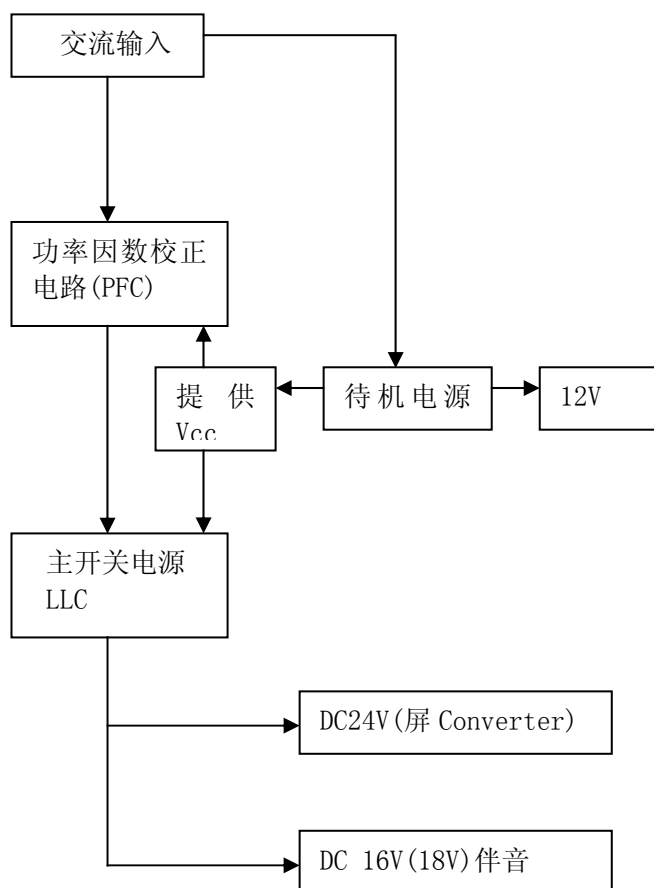 交流输入
功率因数校正
电路(PFC)
提供
Vcc
待机电源
12V
主开关电源
LLC
DC24V(屏 Converter)
DC 16V(18V)伴音